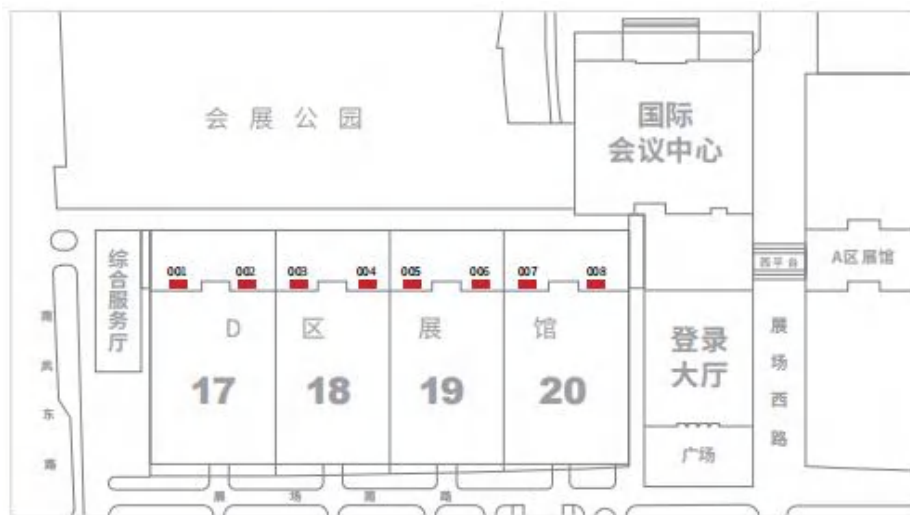 会展公园
国际
会议中心
综合服务厅
001 002 003 004 005 006 007 008
西平台
A区展馆
D区展馆
17 18 19 20
登录
大厅
广场
展场西路
展场南路